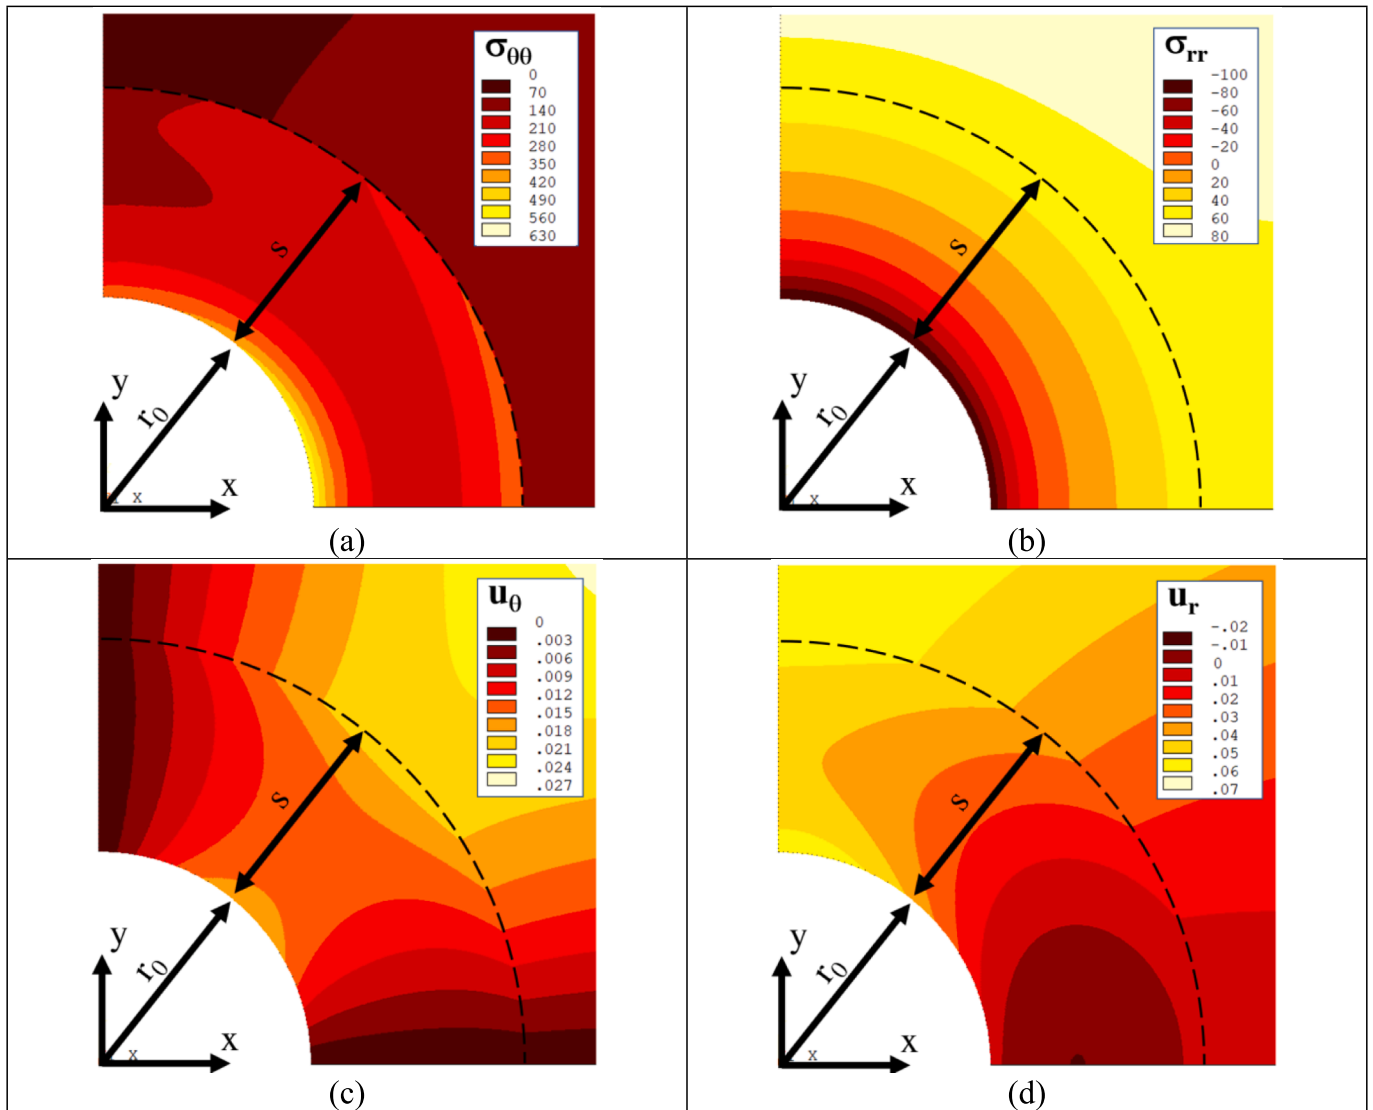 σθθ
0
70
140
210
280
350
420
490
560
630
s
r0
y
x
x
(a)
σrr
-100
-80
-60
-40
-20
0
20
40
60
80
s
r0
y
x
x
(b)
uθ
0
.003
.006
.009
.012
.015
.018
.021
.024
.027
s
r0
y
x
x
(c)
ur
-.02
-.01
0
.01
.02
.03
.04
.05
.06
.07
s
r0
y
x
x
(d)